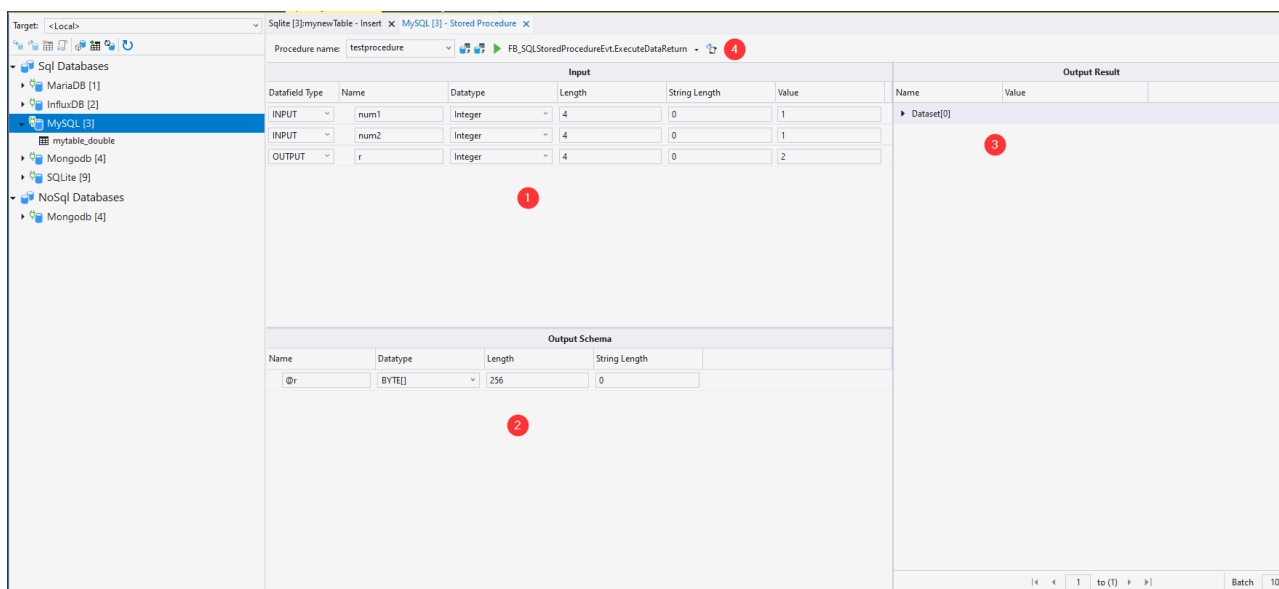 Target: <Local>
Sql Databases
MariaDB [1]
InfluxDB [2]
MySQL [3]
mytable_double
Mongodb [4]
SQLite [9]
NoSql Databases
Mongodb [4]
Sqlite [3]:mynewTable - Insert X MySQL [3] - Stored Procedure X
Procedure name: testprocedure FB_SQLStoredProcedureEvt.ExecuteDataReturn 4
Input
Datafield Type Name Datatype Length String Length Value
INPUT num1 Integer 4 0 1
INPUT num2 Integer 4 0 1
OUTPUT r Integer 4 0 2
1
Output Schema
Name Datatype Length String Length
@r BYTE[] 256 0
2
Output Result
Name Value
Dataset[0]
3
1 to (1) Batch 10